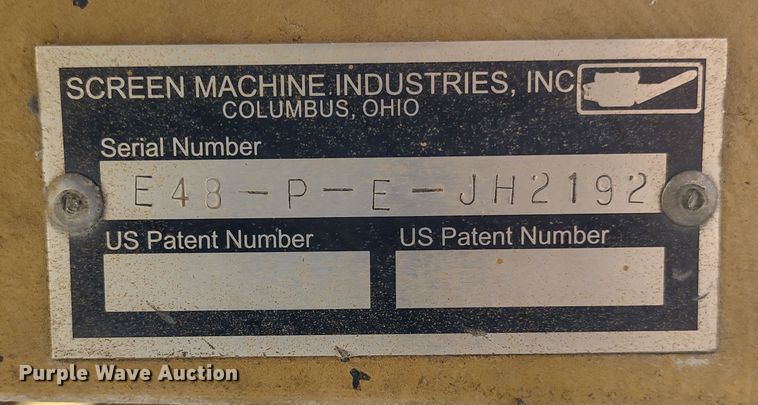 SCREEN MACHINE INDUSTRIES, INC
COLUMBUS, OHIO
Serial Number
E48-P-E-JH2192
US Patent Number
US Patent Number
Purple Wave Auction